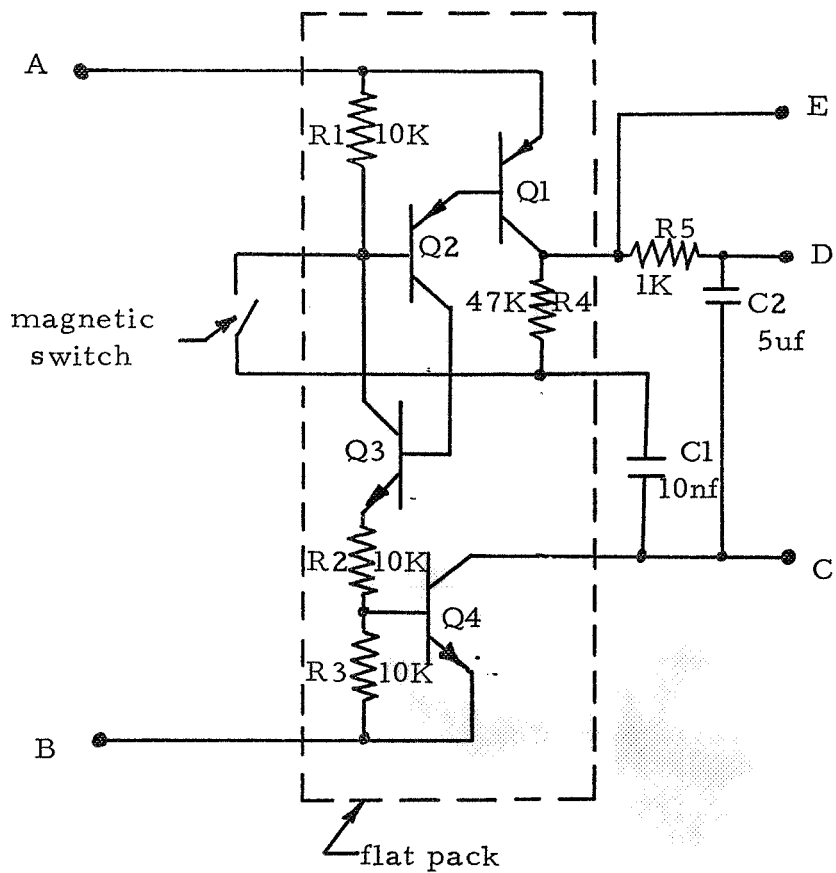 A
E
R1 10K
Q1
Q2
R5
D
1K
47K R4
C2
5uf
magnetic
switch
Q3
C1
10nf
R2 10K
C
Q4
R3 10K
B
flat pack